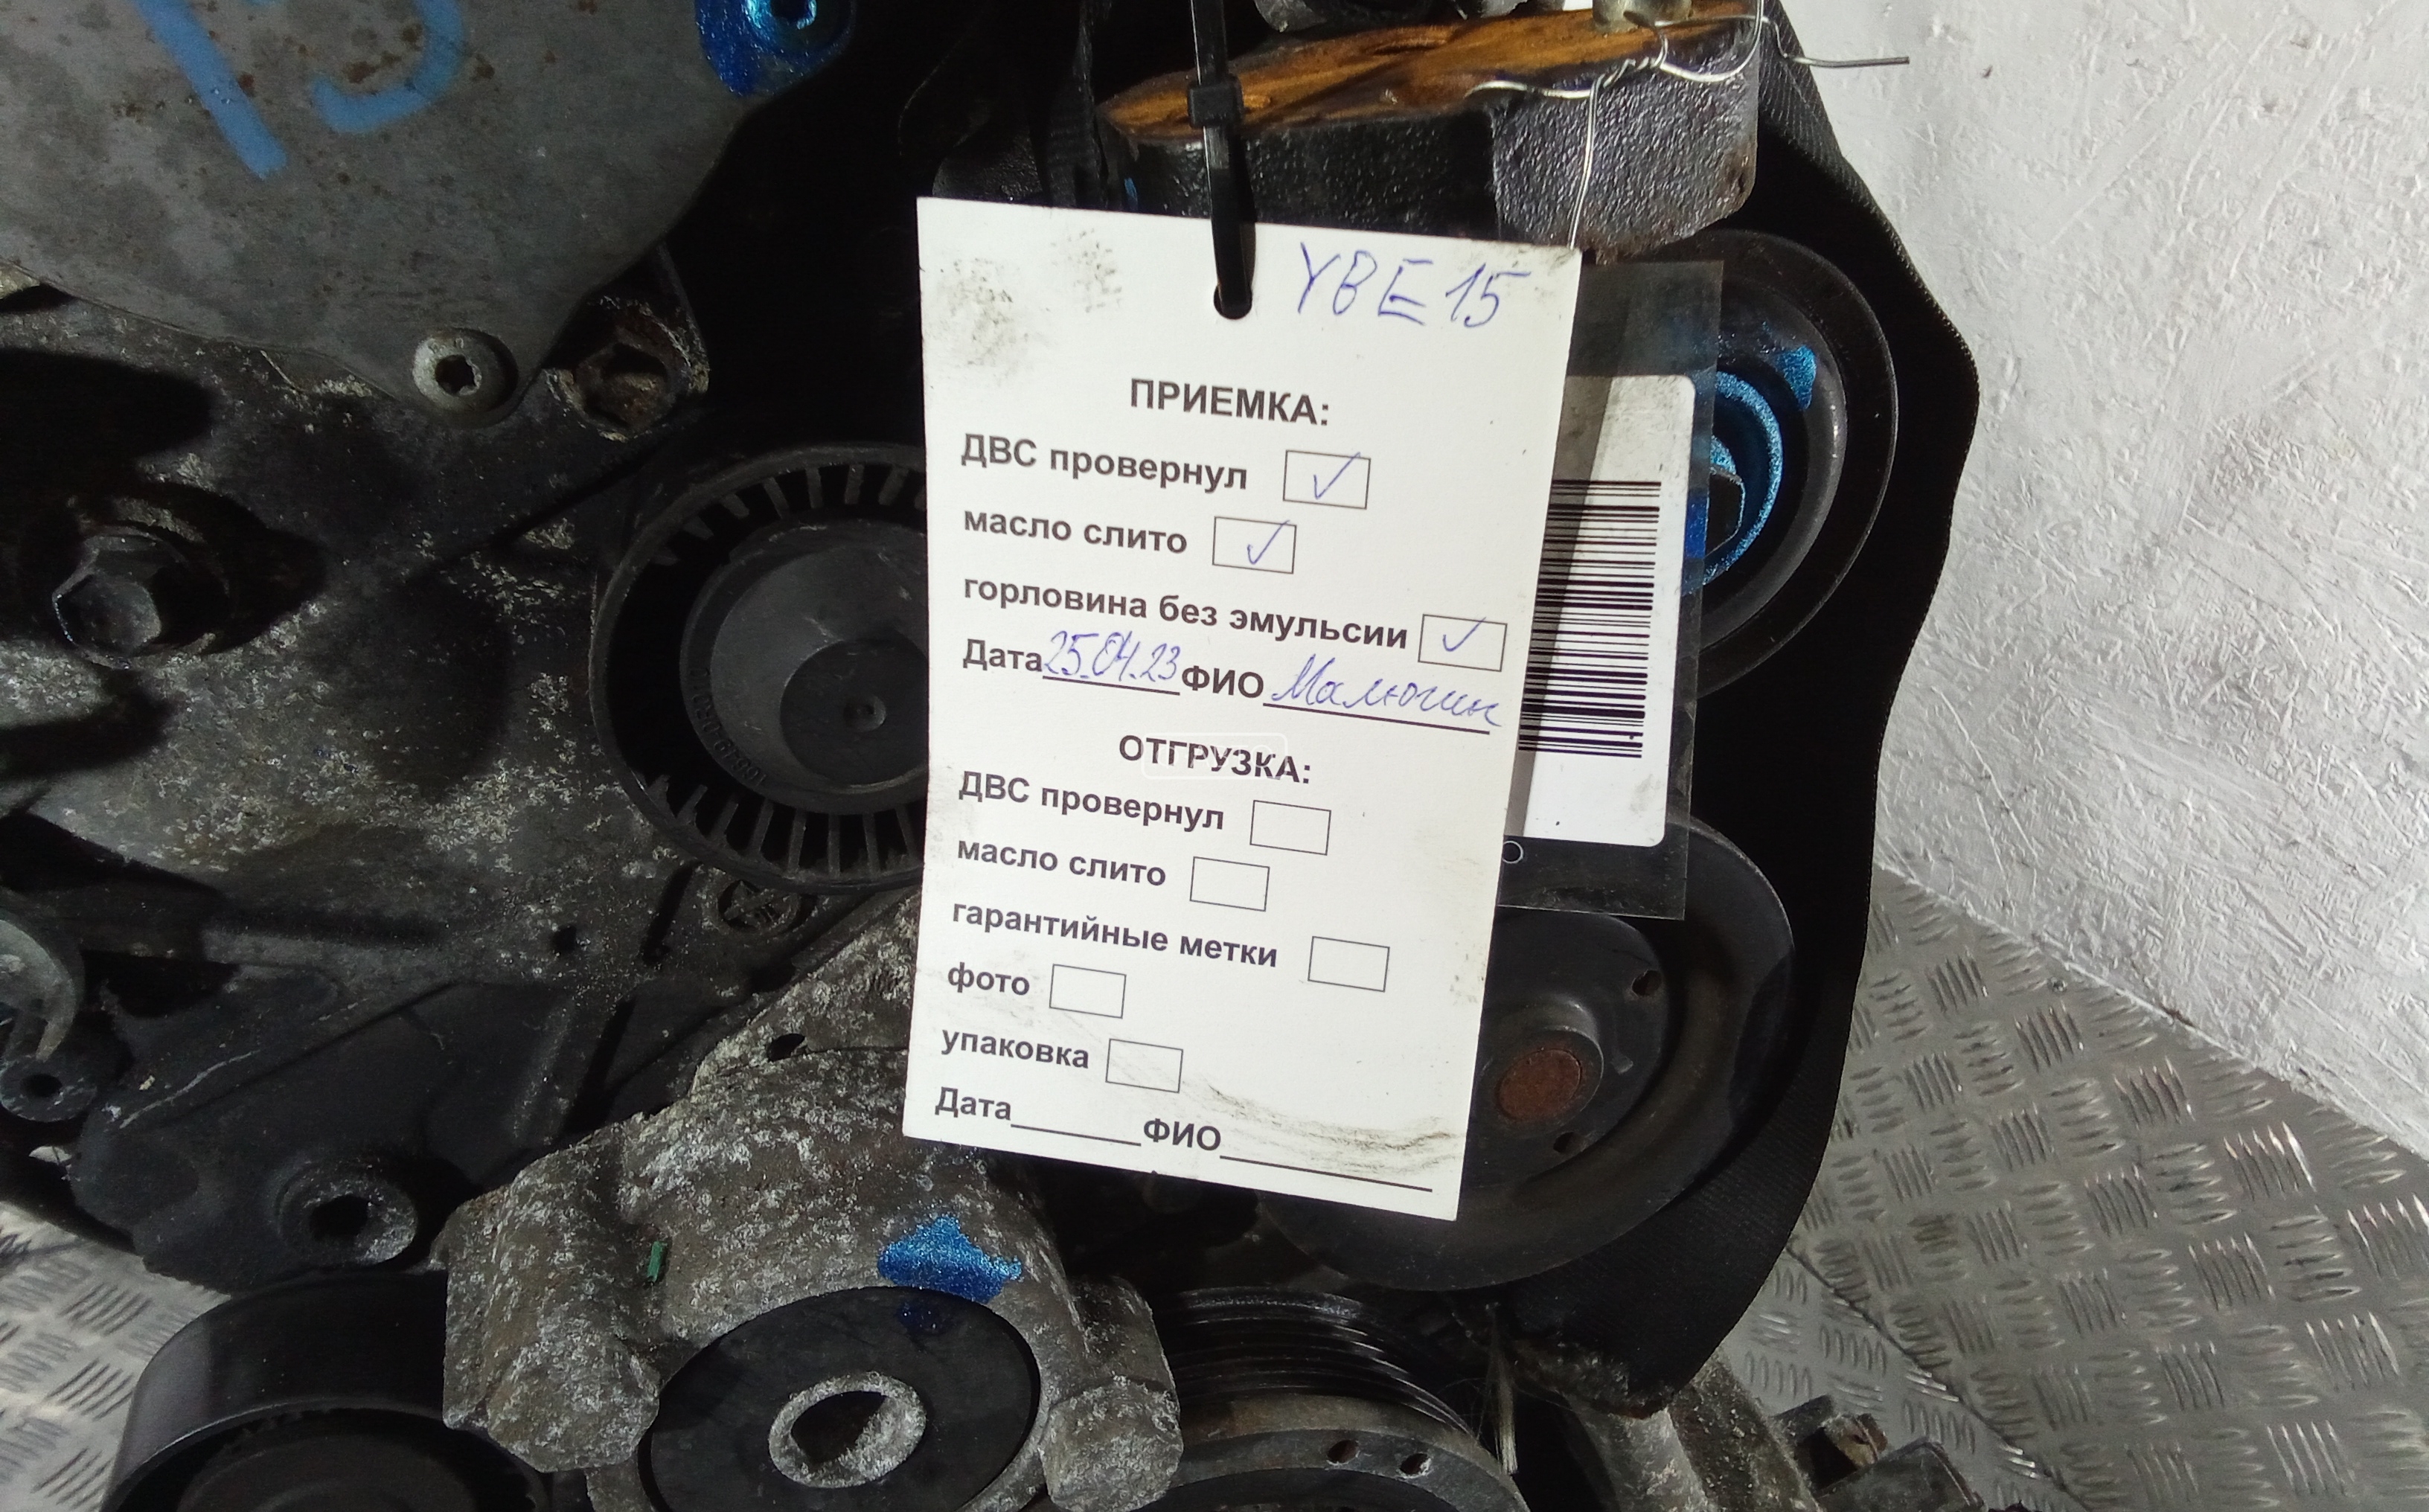 YBE15
ПРИЕМКА:
ДВС провернул
масло слито
горловина без эмульсии
Дата 25.04.23 ФИО Малюгин
ОТГРУЗКА:
ДВС провернул
масло слито
гарантийные метки
фото
упаковка
Дата ФИО